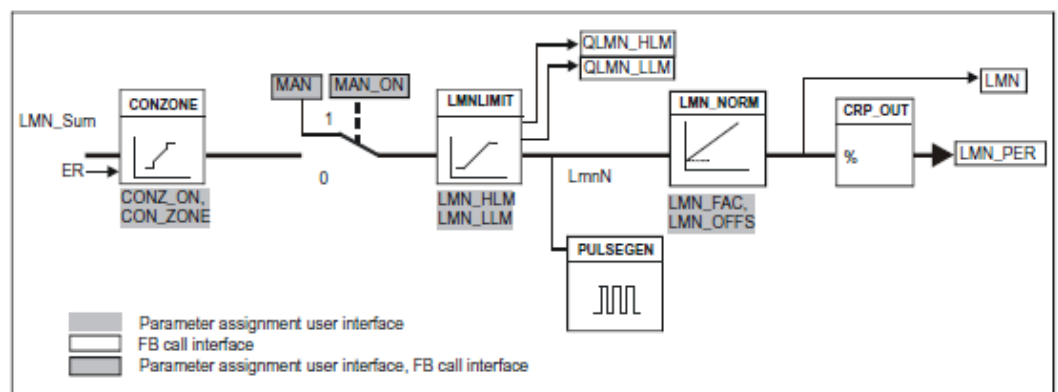 QLMN_HLM
QLMN_LLM
MAN
MAN_ON
LMN
CONZONE
LMNLIMIT
LMN_NORM
CRP_OUT
LMN_Sum
1
%
LMN_PER
ER
0
LmnN
CONZ_ON,
CON_ZONE
LMN_HLM
LMN_LLM
LMN_FAC,
LMN_OFFS
PULSEGEN
Parameter assignment user interface
FB call interface
Parameter assignment user interface, FB call interface